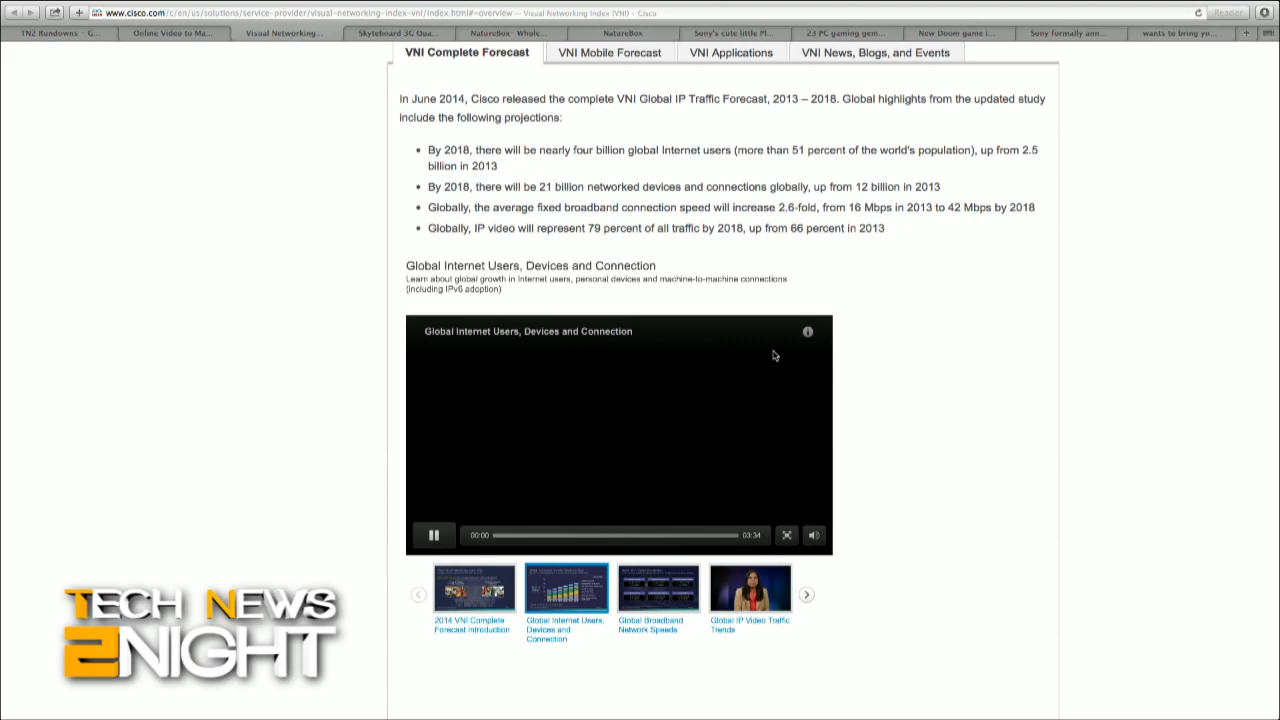 www.cisco.com/c/en/us/solutions/service-provider/visual-networking-index-vni/index.html#~overview — Visual Networking Index (VNI) - Cisco
Reader
TN2 Rundowns - G... Online Video to Ma... Visual Networking... Skyteboard 3G Qua... NatureBox- Whole... NatureBox Sony's cute little Pl... 23 PC gaming gem... New Doom game i... Sony formally ann... wants to bring yo...
VNI Complete Forecast VNI Mobile Forecast VNI Applications VNI News, Blogs, and Events
In June 2014, Cisco released the complete VNI Global IP Traffic Forecast, 2013 – 2018. Global highlights from the updated study
include the following projections:
• By 2018, there will be nearly four billion global Internet users (more than 51 percent of the world's population), up from 2.5
billion in 2013
• By 2018, there will be 21 billion networked devices and connections globally, up from 12 billion in 2013
• Globally, the average fixed broadband connection speed will increase 2.6-fold, from 16 Mbps in 2013 to 42 Mbps by 2018
• Globally, IP video will represent 79 percent of all traffic by 2018, up from 66 percent in 2013
Global Internet Users, Devices and Connection
Learn about global growth in Internet users, personal devices and machine-to-machine connections
(including IPv6 adoption)
Global Internet Users, Devices and Connection
00:00 03:34
2014 VNI Complete
Forecast Introduction
Global Internet Users,
Devices and
Connection
Global Broadband
Network Speeds
Global IP Video Traffic
Trends
TECH NEWS
2NIGHT